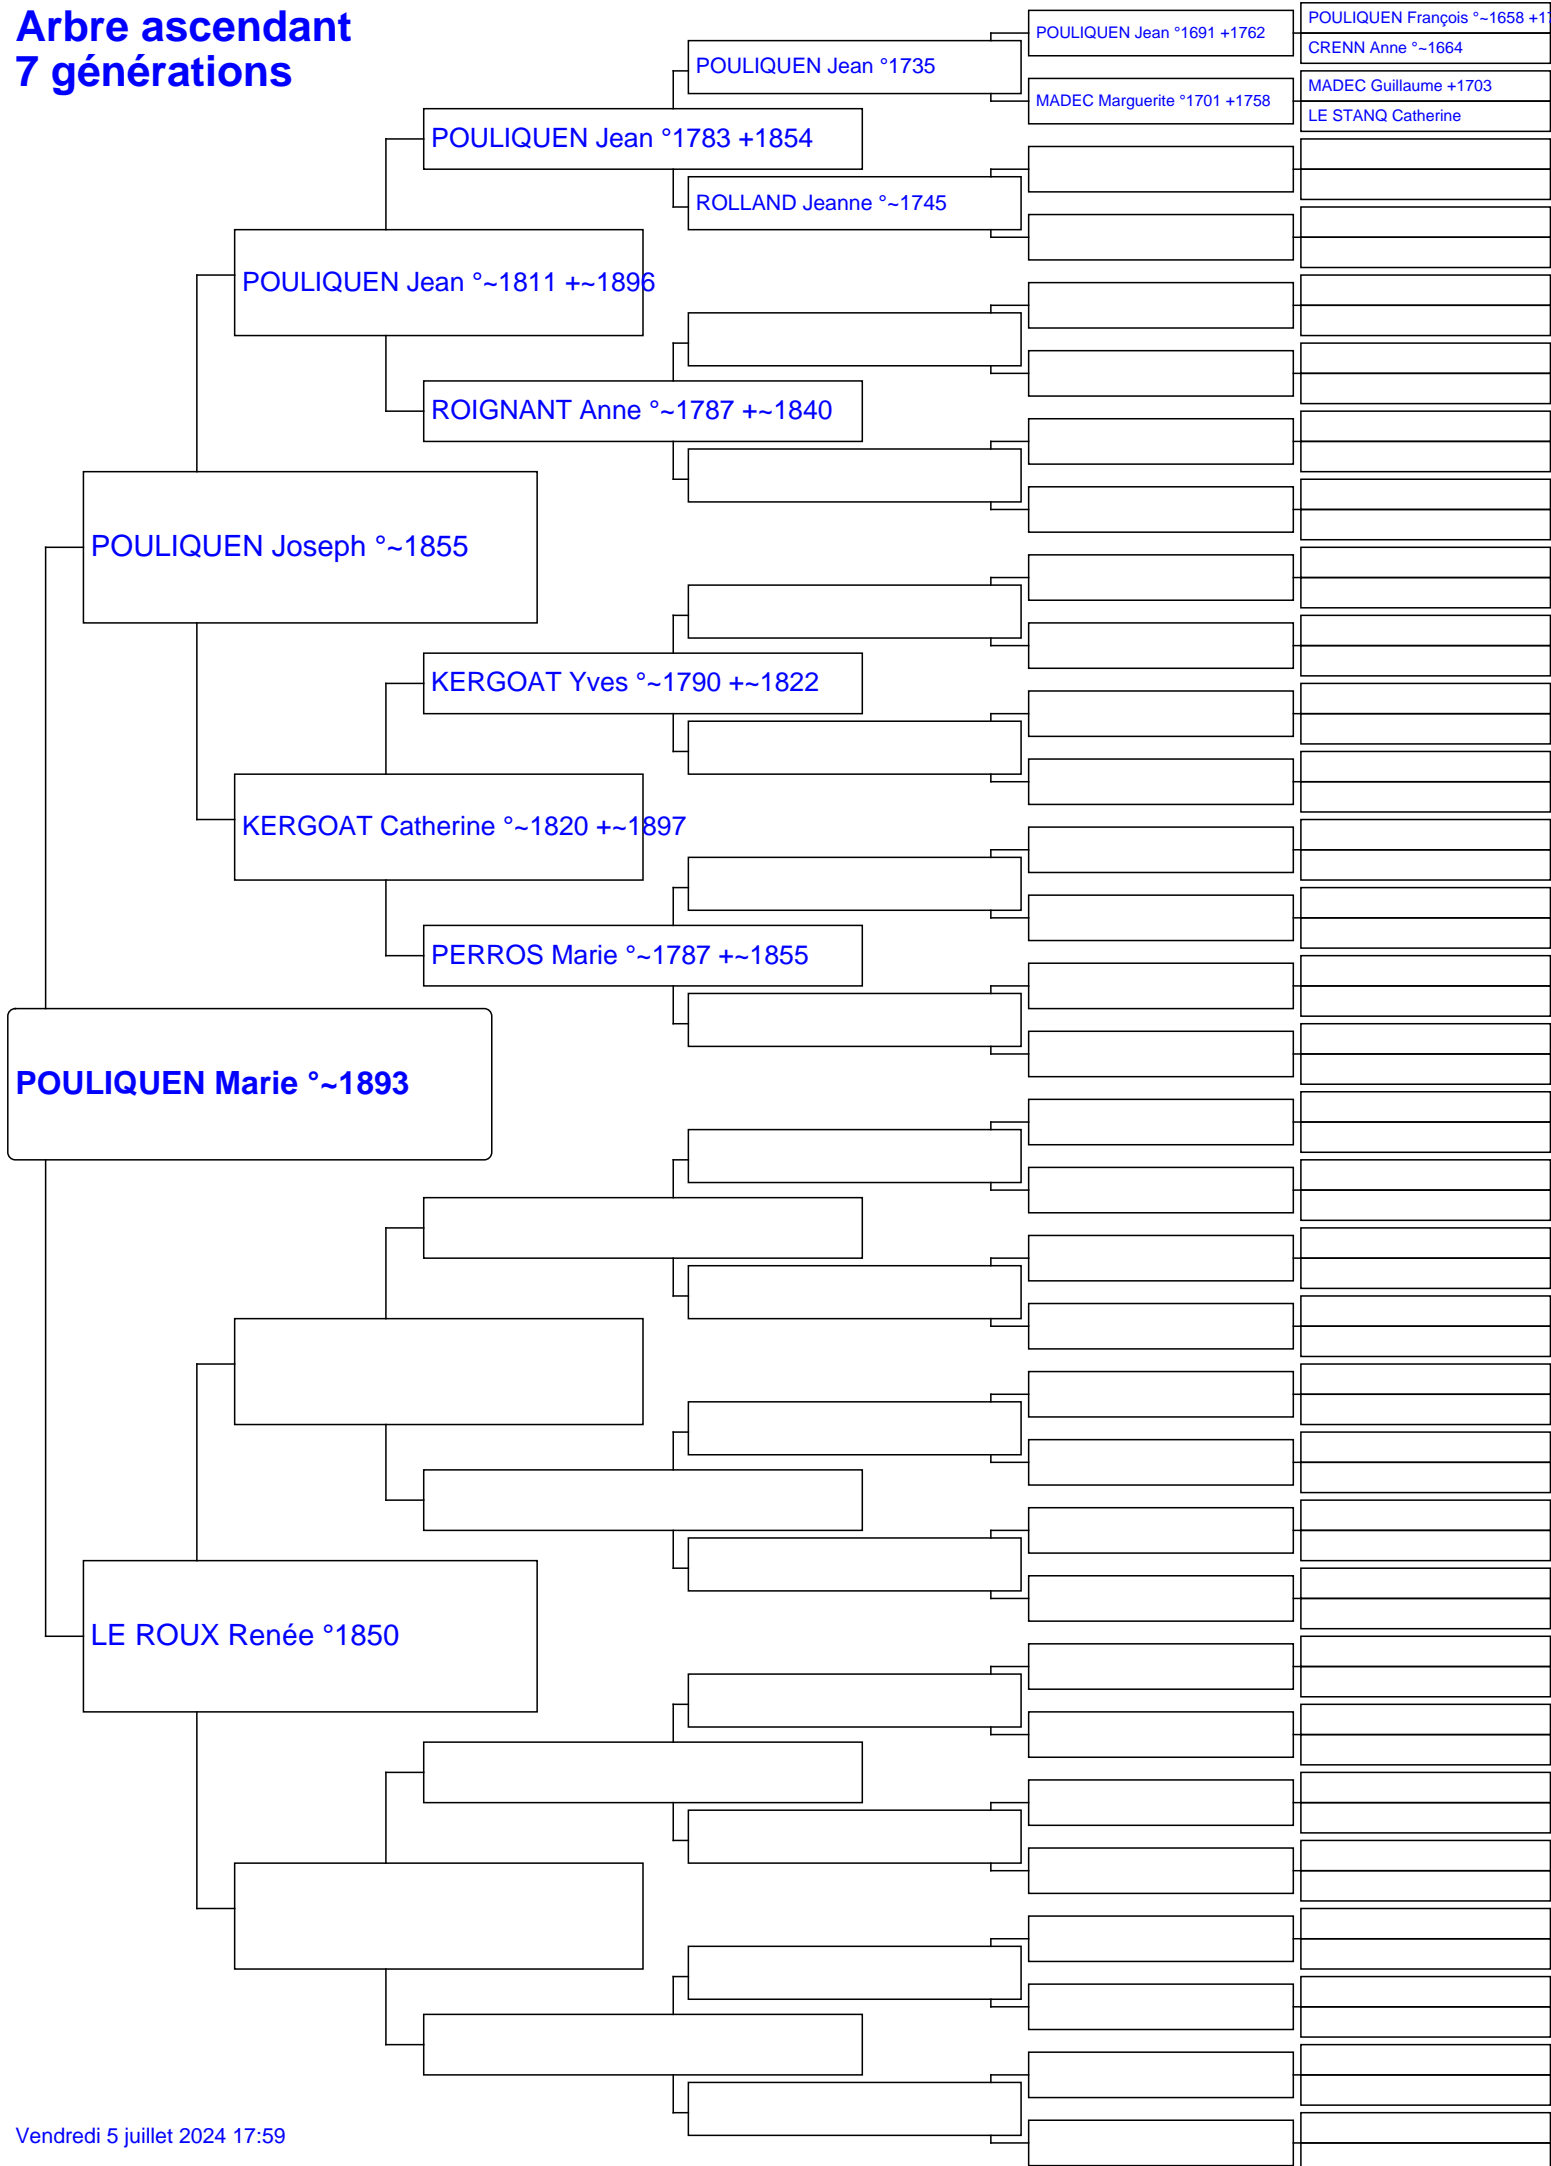 Arbre ascendant
7 générations
POULIQUEN François °~1658 +17
POULIQUEN Jean °1691 +1762
CRENN Anne °~1664
POULIQUEN Jean °1735
MADEC Guillaume +1703
MADEC Marguerite °1701 +1758
LE STANQ Catherine
POULIQUEN Jean °1783 +1854
ROLLAND Jeanne °~1745
POULIQUEN Jean °~1811 +~1896
ROIGNANT Anne °~1787 +~1840
POULIQUEN Joseph °~1855
KERGOAT Yves °~1790 +~1822
KERGOAT Catherine °~1820 +~1897
PERROS Marie °~1787 +~1855
POULIQUEN Marie °~1893
LE ROUX Renée °1850
Vendredi 5 juillet 2024 17:59